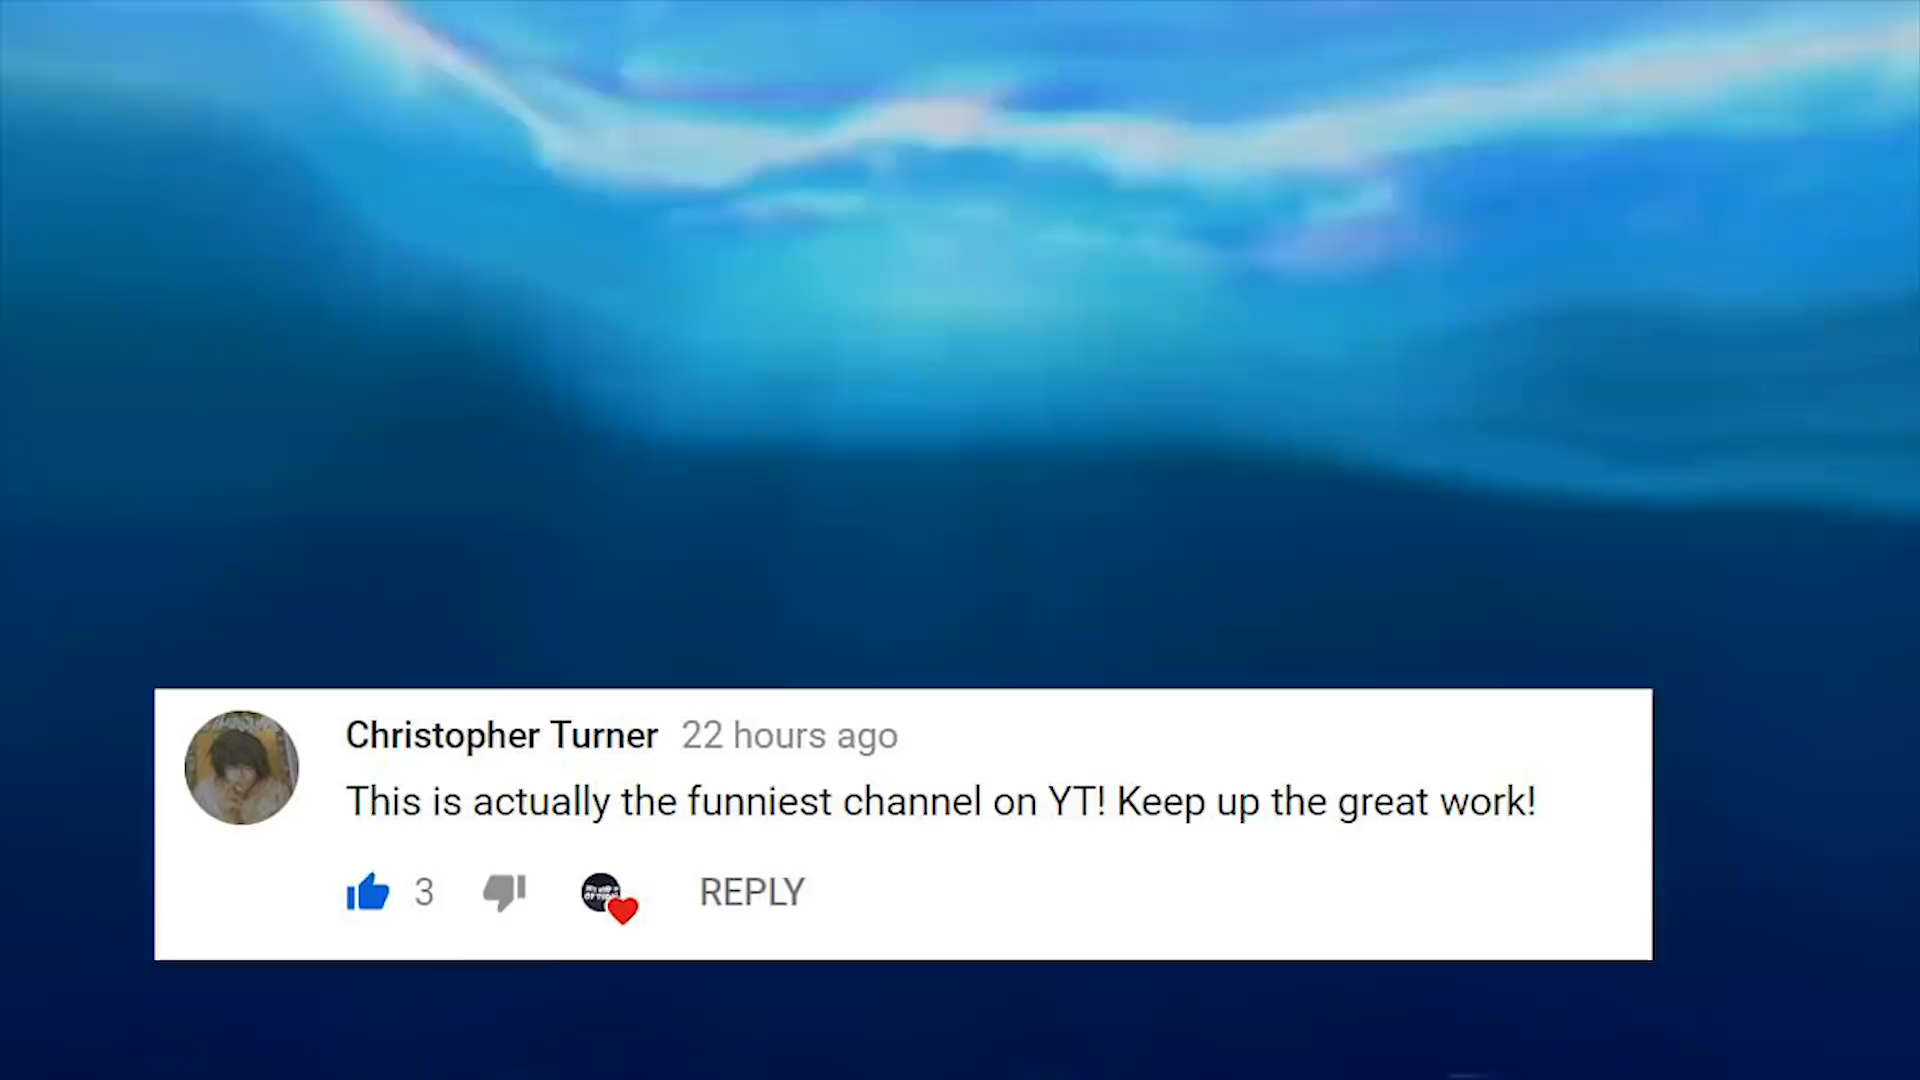 Christopher Turner 22 hours ago
This is actually the funniest channel on YT! Keep up the great work!
3 REPLY